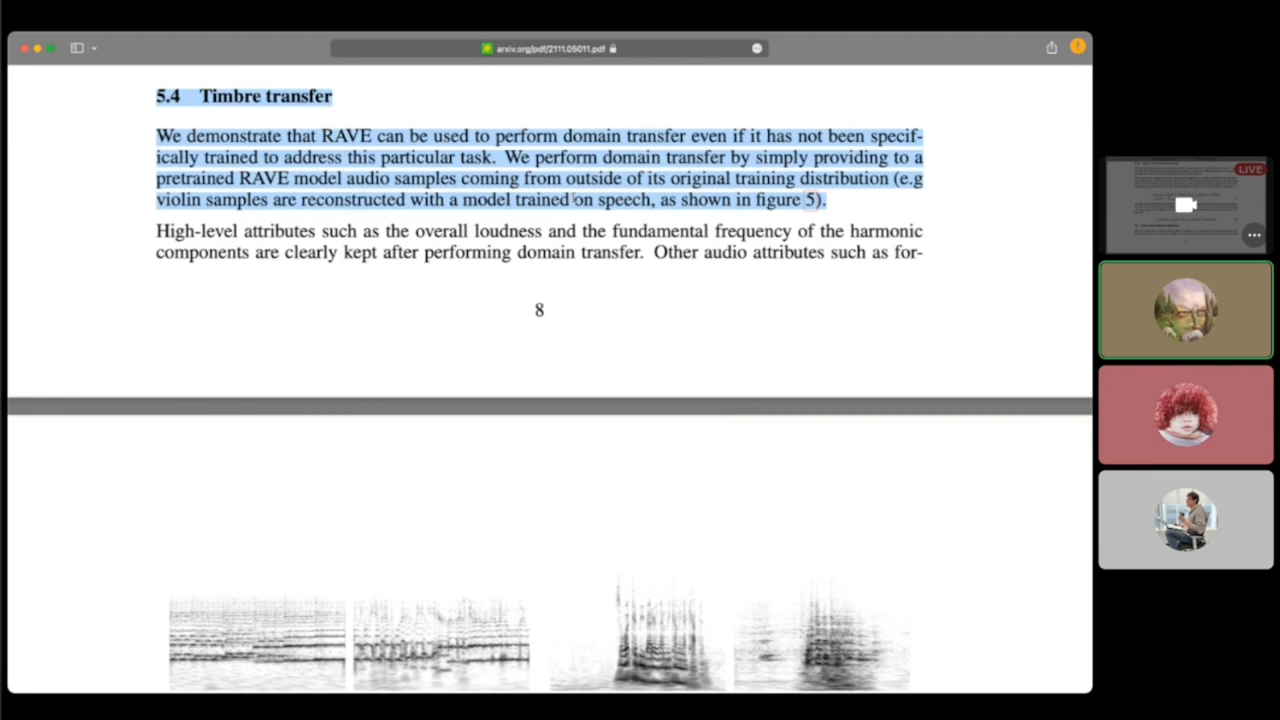 arxiv.org/pdf/2111.05011.pdf
5.4 Timbre transfer
We demonstrate that RAVE can be used to perform domain transfer even if it has not been specif-
ically trained to address this particular task. We perform domain transfer by simply providing to a
pretrained RAVE model audio samples coming from outside of its original training distribution (e.g
violin samples are reconstructed with a model trained on speech, as shown in figure 5).
High-level attributes such as the overall loudness and the fundamental frequency of the harmonic
components are clearly kept after performing domain transfer. Other audio attributes such as for-
8
LIVE